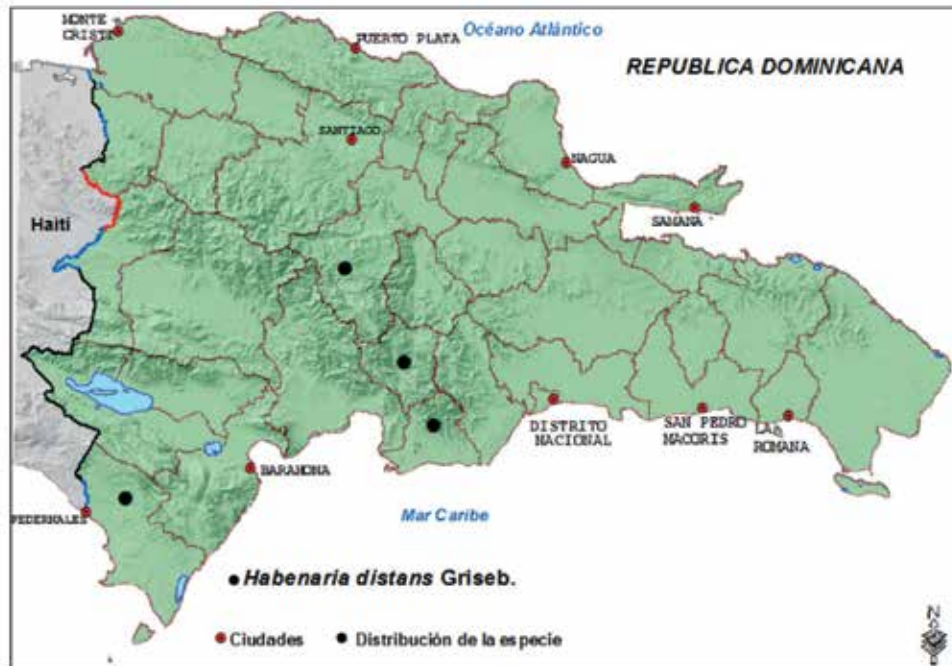 MONTE
CRISTI
PUERTO PLATA
Océano Atlántico
REPUBLICA DOMINICANA
SANTIAGO
NAGUA
SAMANA
Haití
DISTRITO
NACIONAL
SAN PEDRO
MACORIS
LA
ROMANA
BARAHONA
PEDERNALES
Mar Caribe
Habenaria distans Griseb.
Ciudades
Distribución de la especie